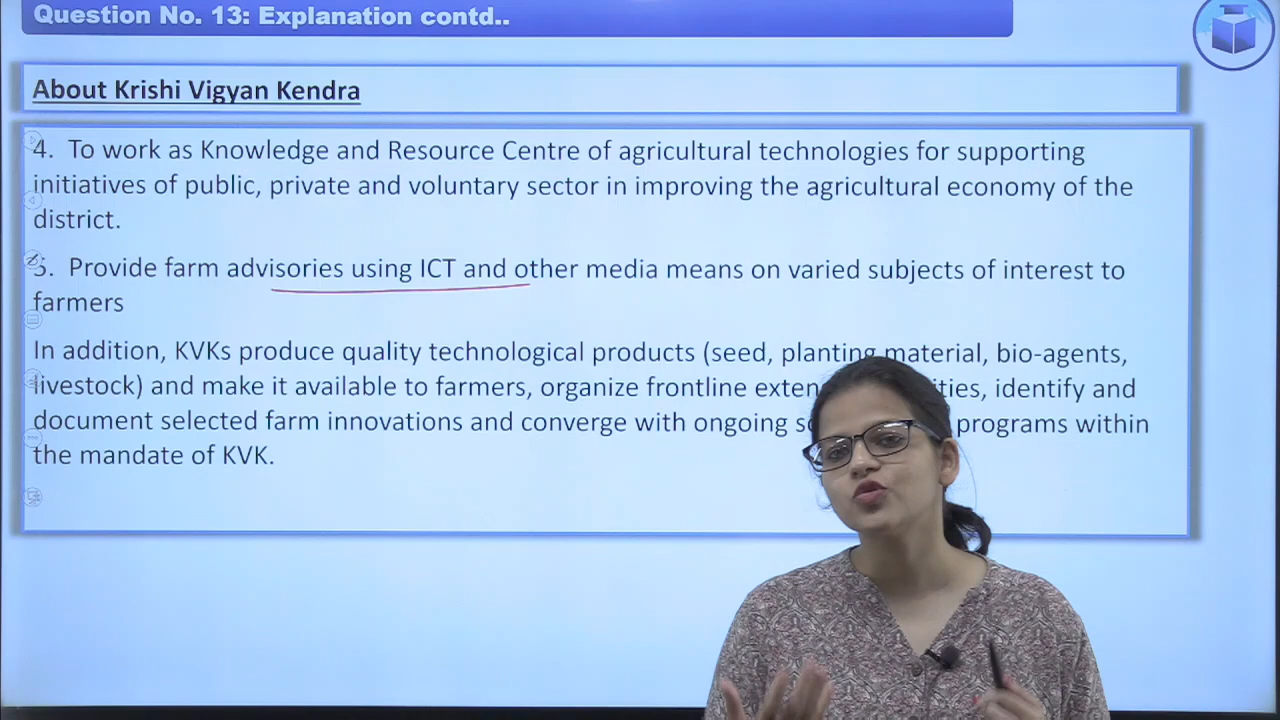 Question No. 13: Explanation contd..
About Krishi Vigyan Kendra
4. To work as Knowledge and Resource Centre of agricultural technologies for supporting
initiatives of public, private and voluntary sector in improving the agricultural economy of the
district.
5. Provide farm advisories using ICT and other media means on varied subjects of interest to
farmers
In addition, KVKs produce quality technological products (seed, planting material, bio-agents,
livestock) and make it available to farmers, organize frontline identify and
document selected farm innovations and converge with ongoing programs within
the mandate of KVK.